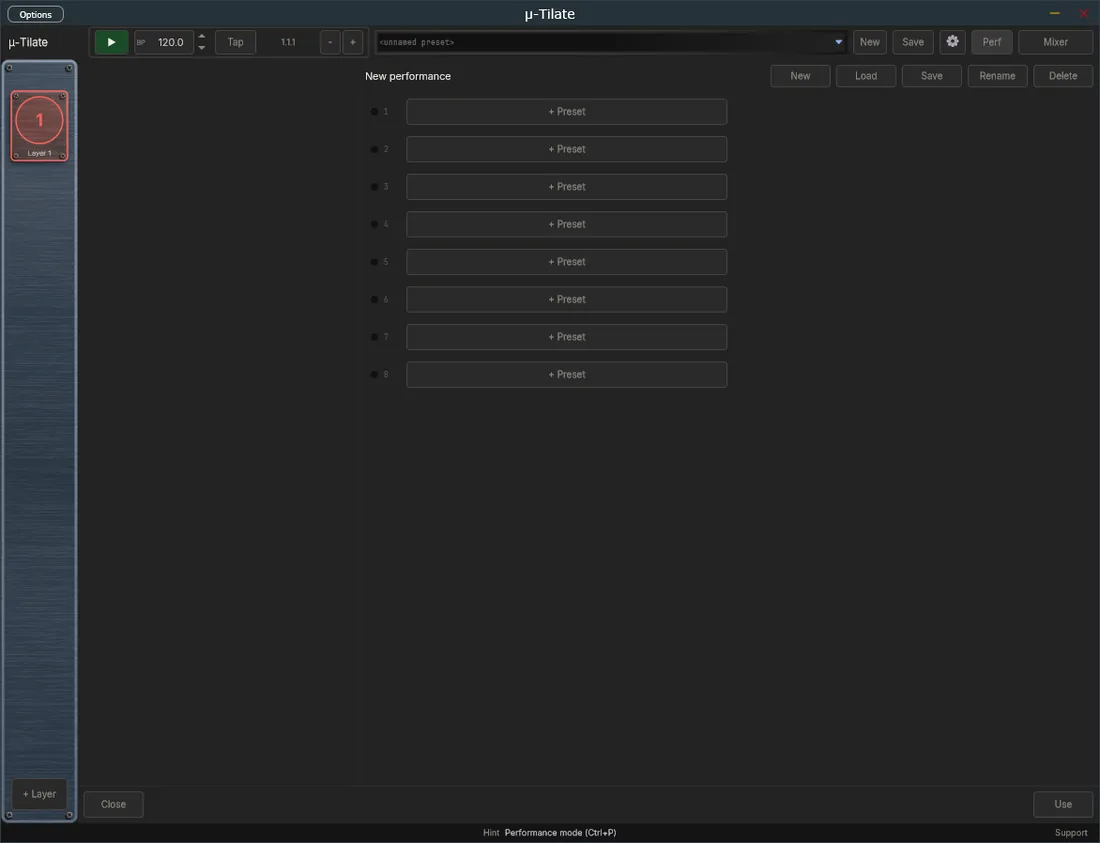 Options
μ-Tilate
μ-Tilate
BP 120.0 Tap 1.1.1 - +
<unnamed preset>
New Save Perf Mixer
New performance
New Load Save Rename Delete
1 + Preset
2 + Preset
3 + Preset
4 + Preset
5 + Preset
6 + Preset
7 + Preset
8 + Preset
1
Layer 1
+ Layer
Close
Use
Hint Performance mode (Ctrl+P)
Support